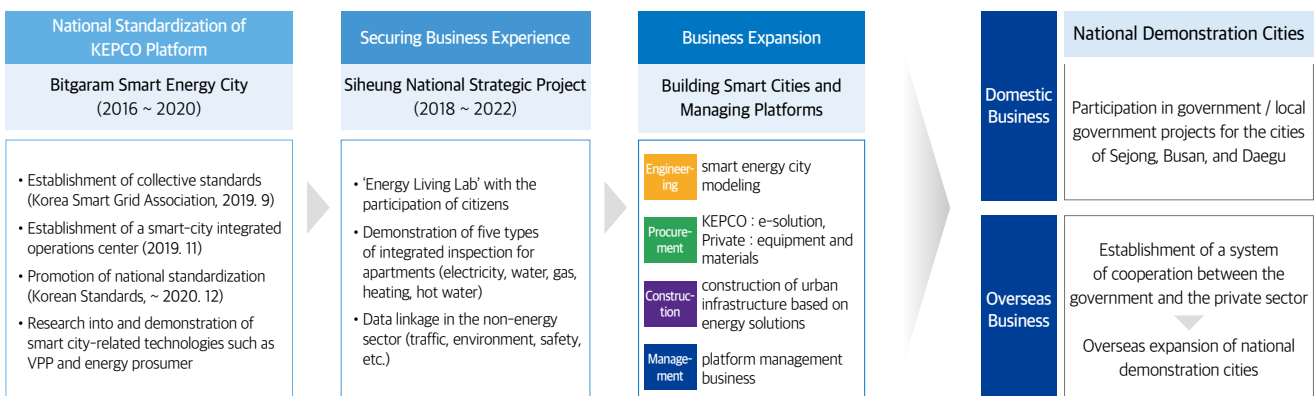 National Standardization of
KEPCO Platform
Bitgaram Smart Energy City
(2016 ~ 2020)
• Establishment of collective standards
(Korea Smart Grid Association, 2019. 9)
• Establishment of a smart-city integrated
operations center (2019. 11)
• Promotion of national standardization
(Korean Standards, ~ 2020. 12)
• Research into and demonstration of
smart city-related technologies such as
VPP and energy prosumer
Securing Business Experience
Siheung National Strategic Project
(2018 ~ 2022)
• ‘Energy Living Lab’ with the
participation of citizens
• Demonstration of five types
of integrated inspection for
apartments (electricity, water, gas,
heating, hot water)
• Data linkage in the non-energy
sector (traffic, environment, safety,
etc.)
Business Expansion
Building Smart Cities and
Managing Platforms
Engineer-
ing
smart energy city
modeling
Procure-
ment
KEPCO : e-solution,
Private : equipment and
materials
Construc-
tion
construction of urban
infrastructure based on
energy solutions
Manage-
ment
platform management
business
Domestic
Business
National Demonstration Cities
Participation in government / local
government projects for the cities
of Sejong, Busan, and Daegu
Overseas
Business
Establishment of a system
of cooperation between the
government and the private sector
Overseas expansion of national
demonstration cities